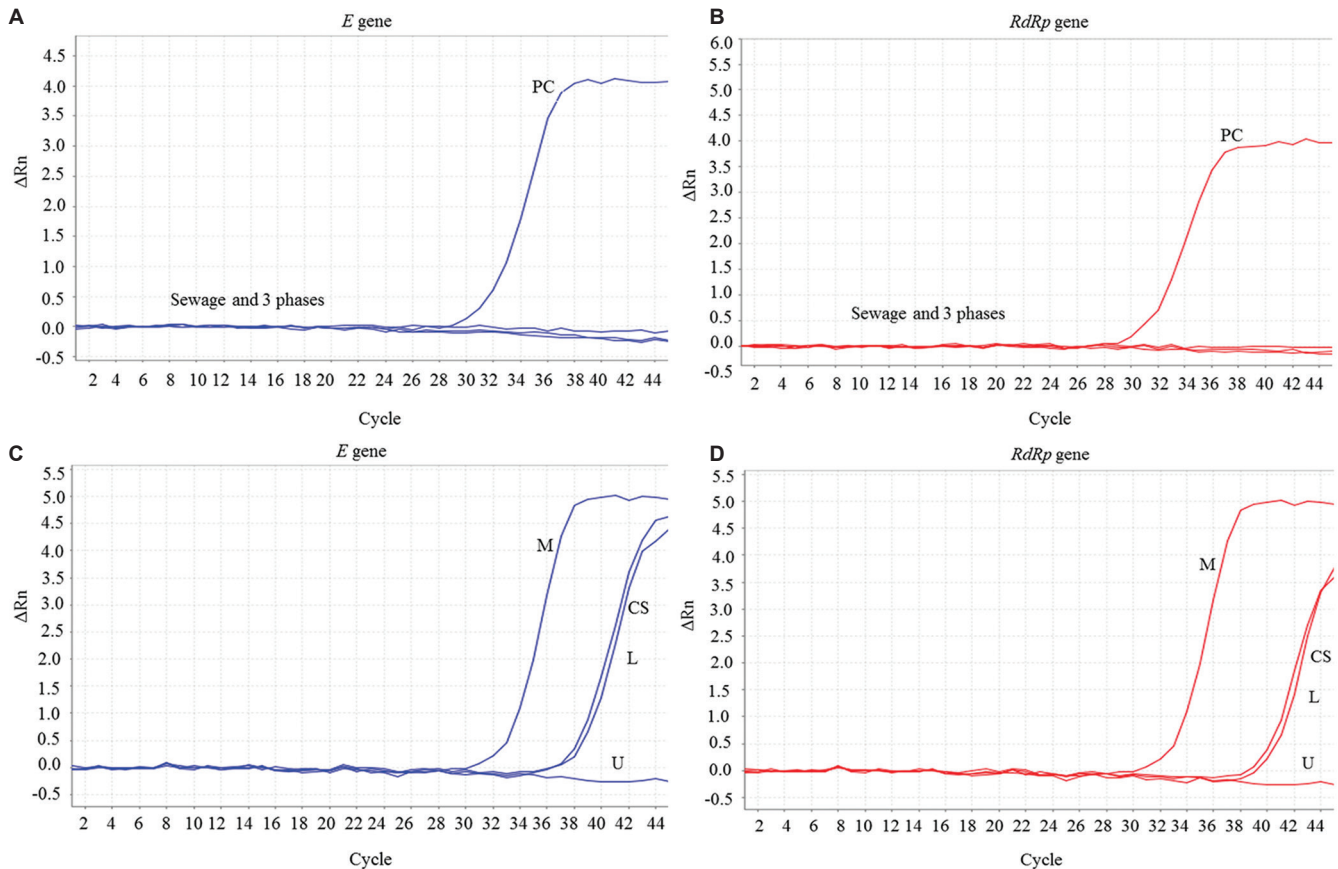 A
E gene
4.5
4.0
3.5
3.0
2.5
2.0
1.5
1.0
0.5
0.0
-0.5
ΔRn
PC
Sewage and 3 phases
2 4 6 8 10 12 14 16 18 20 22 24 26 28 30 32 34 36 38 40 42 44
Cycle
B
RdRp gene
6.0
5.5
5.0
4.5
4.0
3.5
3.0
2.5
2.0
1.5
1.0
0.5
0.0
-0.5
ΔRn
PC
Sewage and 3 phases
2 4 6 8 10 12 14 16 18 20 22 24 26 28 30 32 34 36 38 40 42 44
Cycle
C
E gene
5.5
5.0
4.5
4.0
3.5
3.0
2.5
2.0
1.5
1.0
0.5
0.0
-0.5
ΔRn
M
CS
L
U
2 4 6 8 10 12 14 16 18 20 22 24 26 28 30 32 34 36 38 40 42 44
Cycle
D
RdRp gene
5.5
5.0
4.5
4.0
3.5
3.0
2.5
2.0
1.5
1.0
0.5
0.0
-0.5
ΔRn
M
CS
L
U
2 4 6 8 10 12 14 16 18 20 22 24 26 28 30 32 34 36 38 40 42 44
Cycle